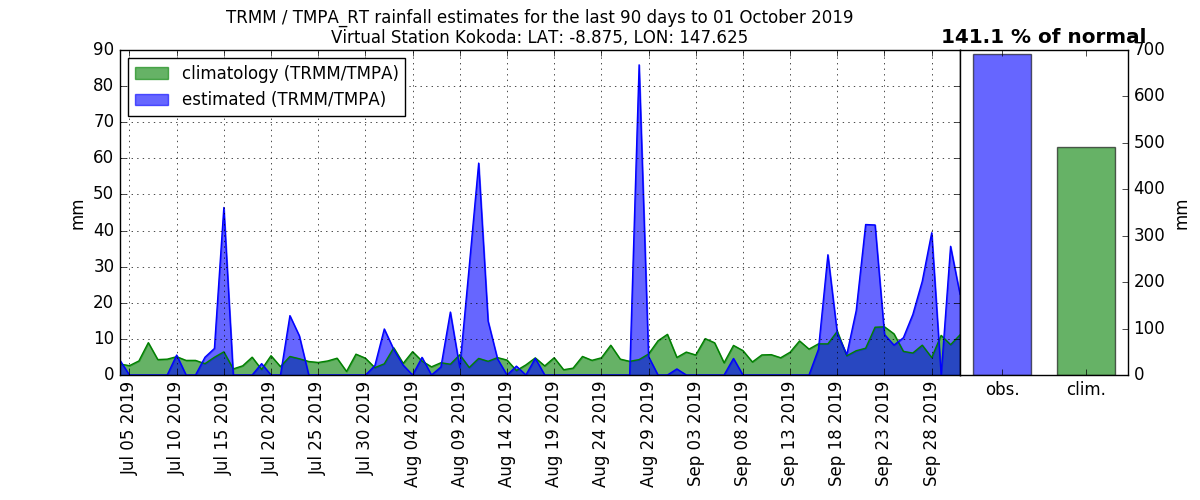 TRMM / TMPA_RT rainfall estimates for the last 90 days to 01 October 2019
Virtual Station Kokoda: LAT: -8.875, LON: 147.625
141.1 % of normal
climatology (TRMM/TMPA)
estimated (TRMM/TMPA)
90
80
70
60
50
40
30
20
10
0
mm
Jul 05 2019
Jul 10 2019
Jul 15 2019
Jul 20 2019
Jul 25 2019
Jul 30 2019
Aug 04 2019
Aug 09 2019
Aug 14 2019
Aug 19 2019
Aug 24 2019
Aug 29 2019
Sep 03 2019
Sep 08 2019
Sep 13 2019
Sep 18 2019
Sep 23 2019
Sep 28 2019
obs.
clim.
700
600
500
400
300
200
100
0
mm